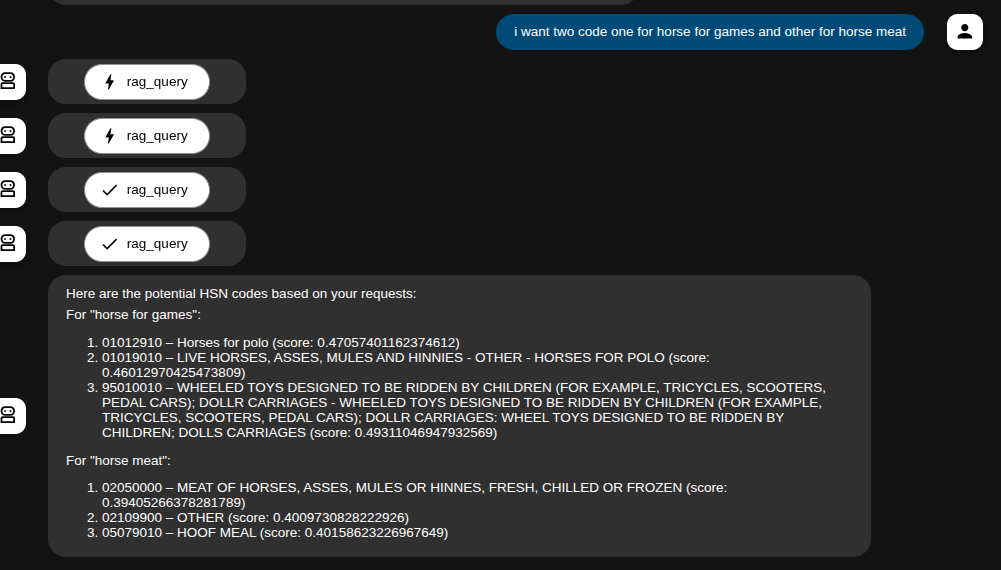 i want two code one for horse for games and other for horse meat
rag_query
rag_query
rag_query
rag_query
Here are the potential HSN codes based on your requests:
For "horse for games":
1. 01012910 – Horses for polo (score: 0.47057401162374612)
2. 01019010 – LIVE HORSES, ASSES, MULES AND HINNIES - OTHER - HORSES FOR POLO (score:
0.46012970425473809)
3. 95010010 – WHEELED TOYS DESIGNED TO BE RIDDEN BY CHILDREN (FOR EXAMPLE, TRICYCLES, SCOOTERS,
PEDAL CARS); DOLLR CARRIAGES - WHEELED TOYS DESIGNED TO BE RIDDEN BY CHILDREN (FOR EXAMPLE,
TRICYCLES, SCOOTERS, PEDAL CARS); DOLLR CARRIAGES: WHEEL TOYS DESIGNED TO BE RIDDEN BY
CHILDREN; DOLLS CARRIAGES (score: 0.49311046947932569)
For "horse meat":
1. 02050000 – MEAT OF HORSES, ASSES, MULES OR HINNES, FRESH, CHILLED OR FROZEN (score:
0.39405266378281789)
2. 02109900 – OTHER (score: 0.4009730828222926)
3. 05079010 – HOOF MEAL (score: 0.40158623226967649)